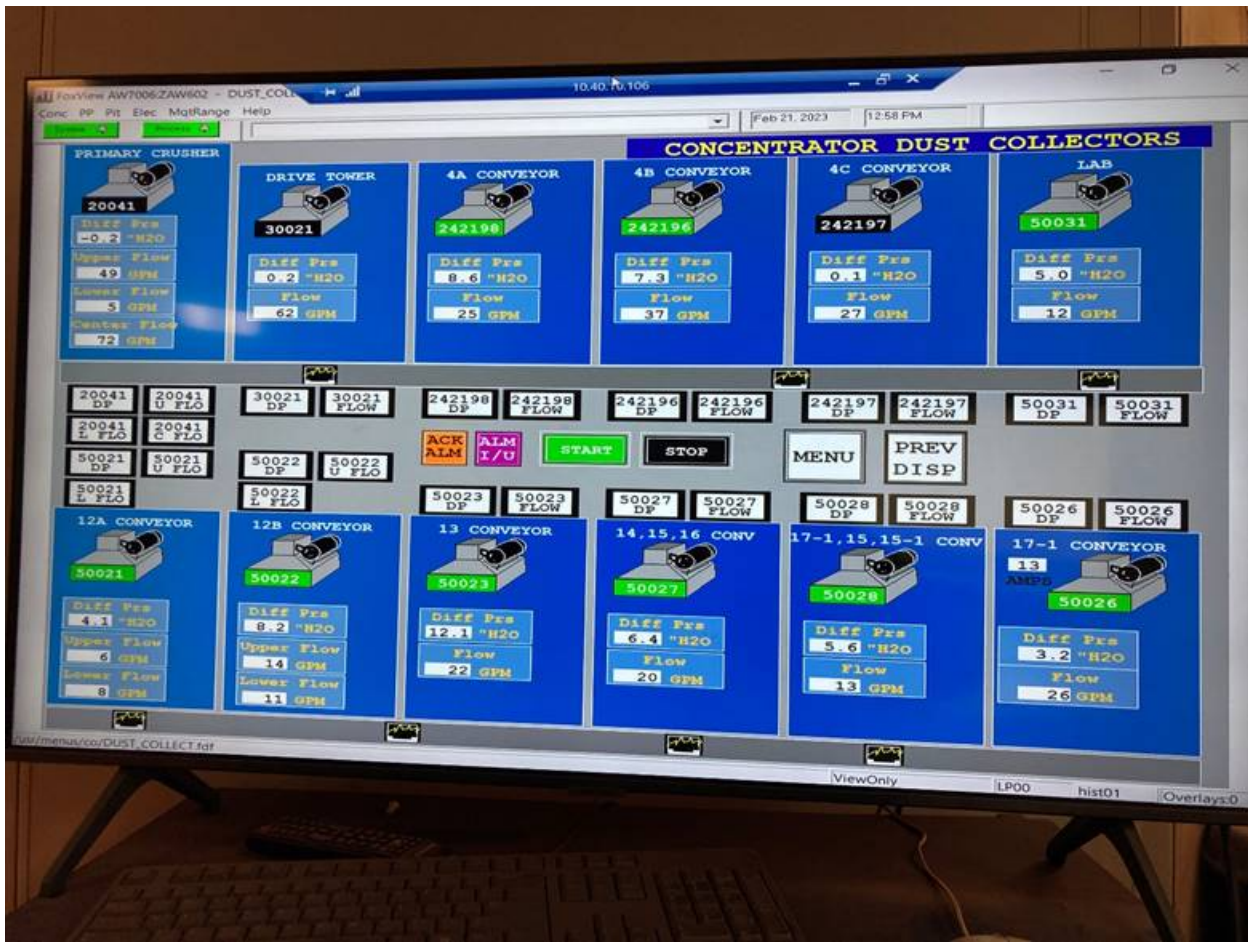 FoxView AW7006:ZAW602 - DUST_COLL
10.40.10.106
Conc PP Pit Elec MqtRange Help
System Process
Feb 21, 2023 12:58 PM
CONCENTRATOR DUST COLLECTORS
PRIMARY CRUSHER
20041
Diff Prs
-0.2 "H2O
Upper Flow
49 GPM
Lower Flow
5 GPM
Center Flow
72 GPM
DRIVE TOWER
30021
Diff Prs
0.2 "H2O
Flow
62 GPM
4A CONVEYOR
242198
Diff Prs
8.6 "H2O
Flow
25 GPM
4B CONVEYOR
242196
Diff Prs
7.3 "H2O
Flow
37 GPM
4C CONVEYOR
242197
Diff Prs
0.1 "H2O
Flow
27 GPM
LAB
50031
Diff Prs
5.0 "H2O
Flow
12 GPM
20041 DP
20041 U FLO
30021 DP
30021 FLOW
242198 DP
242198 FLOW
242196 DP
242196 FLOW
242197 DP
242197 FLOW
50031 DP
50031 FLOW
20041 L FLO
20041 C FLO
ACK ALM
ALM I/U
START
STOP
MENU
PREV DISP
50021 DP
50021 U FLO
50022 DP
50022 U FLO
50021 L FLO
50022 L FLO
50023 DP
50023 FLOW
50027 DP
50027 FLOW
50028 DP
50028 FLOW
50026 DP
50026 FLOW
12A CONVEYOR
50021
Diff Prs
4.1 "H2O
Upper Flow
6 GPM
Lower Flow
8 GPM
12B CONVEYOR
50022
Diff Prs
8.2 "H2O
Upper Flow
14 GPM
Lower Flow
11 GPM
13 CONVEYOR
50023
Diff Prs
12.1 "H2O
Flow
22 GPM
14,15,16 CONV
50027
Diff Prs
6.4 "H2O
Flow
20 GPM
17-1,15,15-1 CONV
50028
Diff Prs
5.6 "H2O
Flow
13 GPM
17-1 CONVEYOR
13
AMPS
50026
Diff Prs
3.2 "H2O
Flow
26 GPM
/usr/menus/co/DUST_COLLECT.fdf
ViewOnly LP00 hist01 Overlays:0